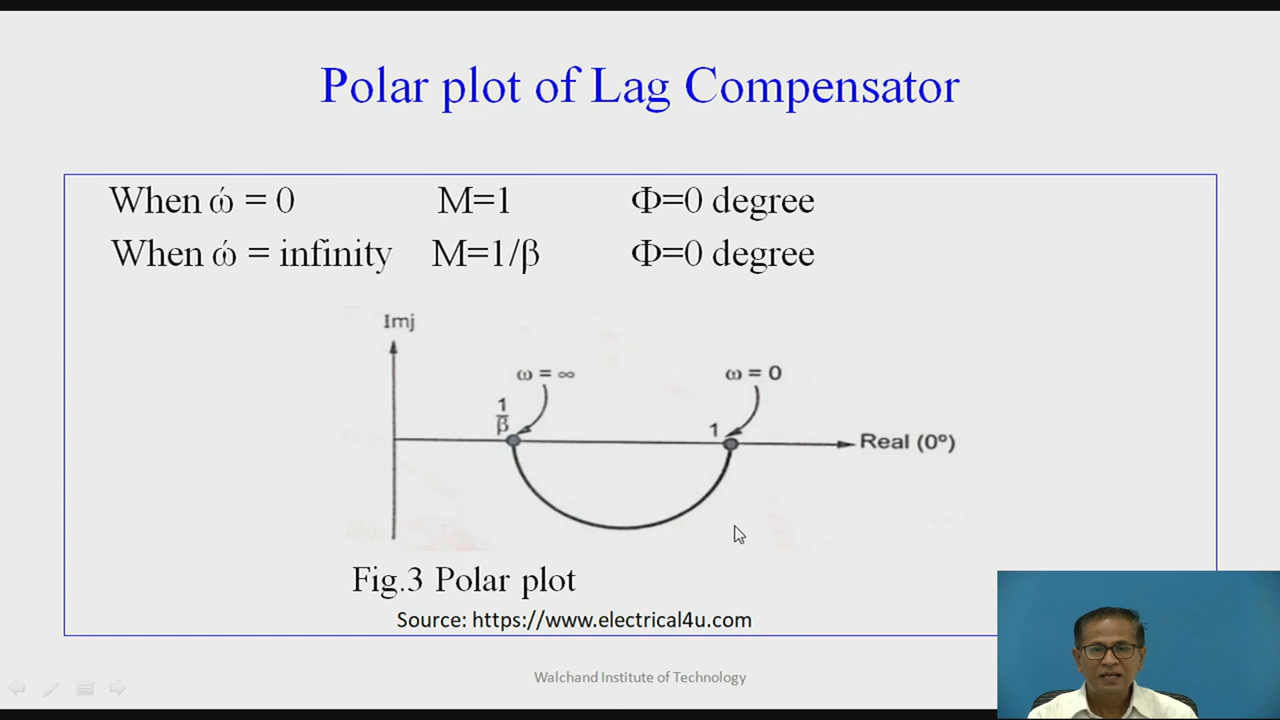 Polar plot of Lag Compensator
When ώ = 0 M=1 Φ=0 degree
When ώ = infinity M=1/β Φ=0 degree
Imj
ω = ∞ ω = 0
1
β
1
Real (0º)
Fig.3 Polar plot
Source: https://www.electrical4u.com
Walchand Institute of Technology